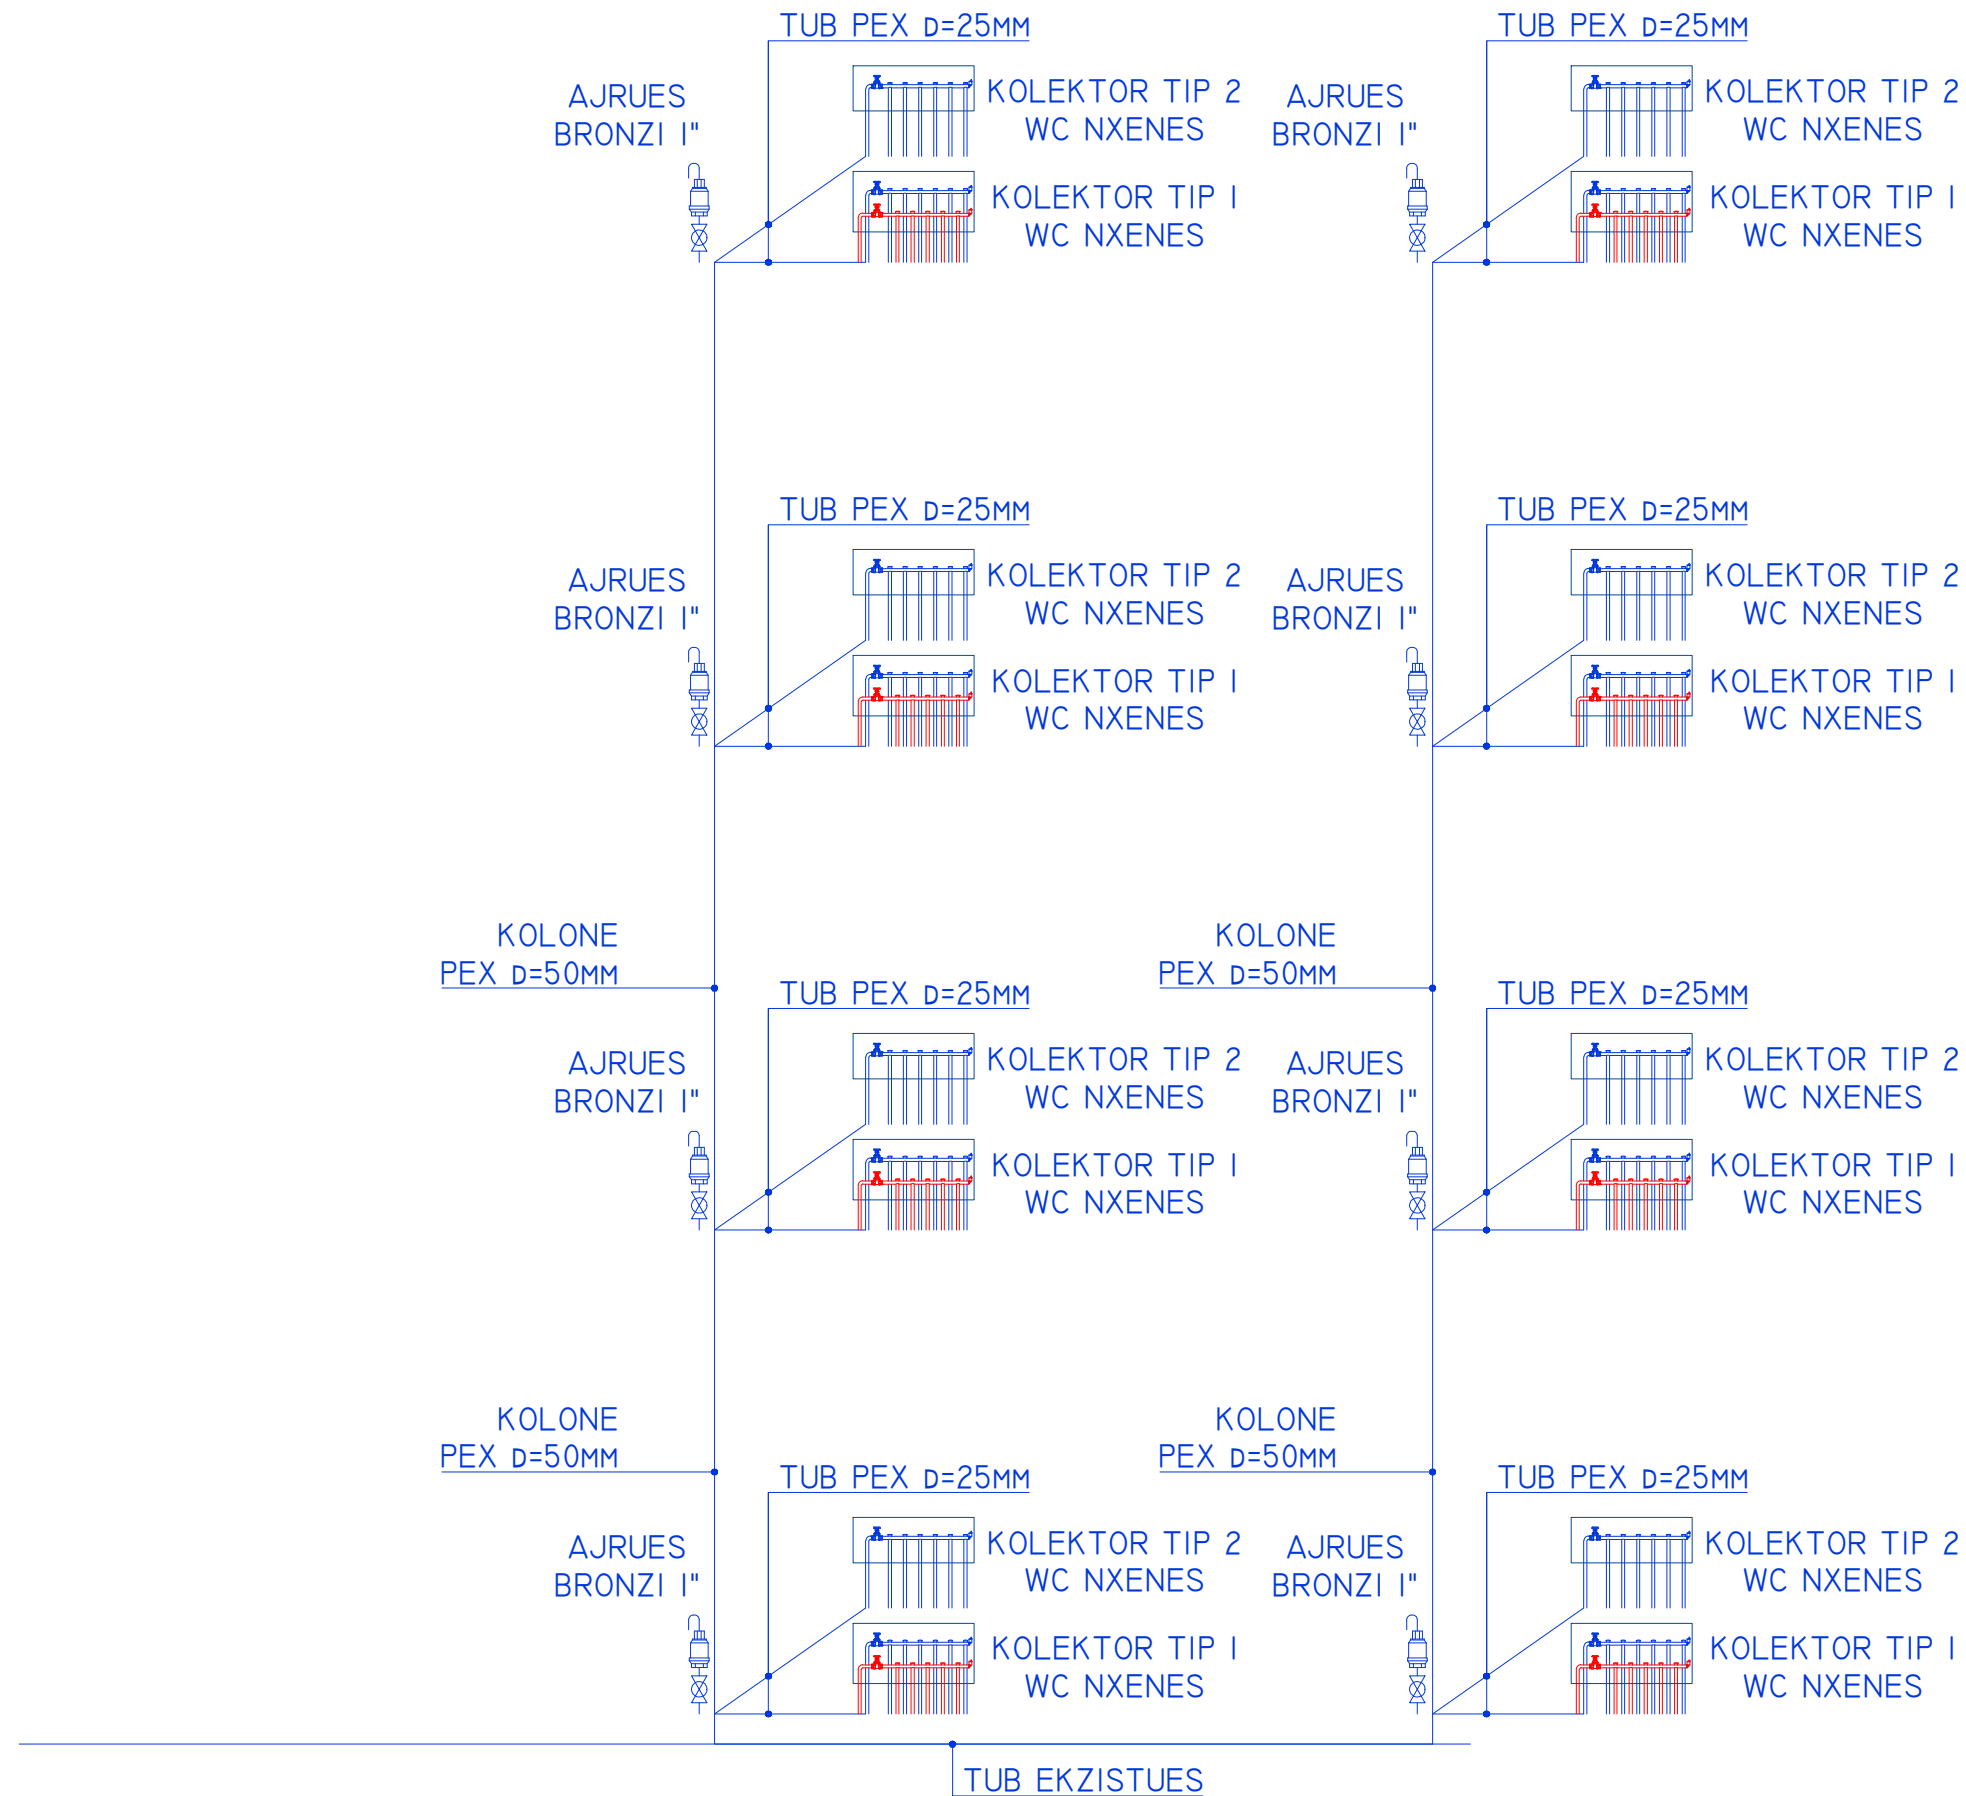 TUB PEX D=25MM
TUB PEX D=25MM
AJRUES
BRONZI 1"
KOLEKTOR TIP 2
WC NXENES
AJRUES
BRONZI 1"
KOLEKTOR TIP 2
WC NXENES
KOLEKTOR TIP 1
WC NXENES
KOLEKTOR TIP 1
WC NXENES
TUB PEX D=25MM
TUB PEX D=25MM
AJRUES
BRONZI 1"
KOLEKTOR TIP 2
WC NXENES
AJRUES
BRONZI 1"
KOLEKTOR TIP 2
WC NXENES
KOLEKTOR TIP 1
WC NXENES
KOLEKTOR TIP 1
WC NXENES
KOLONE
PEX D=50MM
KOLONE
PEX D=50MM
TUB PEX D=25MM
TUB PEX D=25MM
AJRUES
BRONZI 1"
KOLEKTOR TIP 2
WC NXENES
AJRUES
BRONZI 1"
KOLEKTOR TIP 2
WC NXENES
KOLEKTOR TIP 1
WC NXENES
KOLEKTOR TIP 1
WC NXENES
KOLONE
PEX D=50MM
KOLONE
PEX D=50MM
TUB PEX D=25MM
TUB PEX D=25MM
AJRUES
BRONZI 1"
KOLEKTOR TIP 2
WC NXENES
AJRUES
BRONZI 1"
KOLEKTOR TIP 2
WC NXENES
KOLEKTOR TIP 1
WC NXENES
KOLEKTOR TIP 1
WC NXENES
TUB EKZISTUES